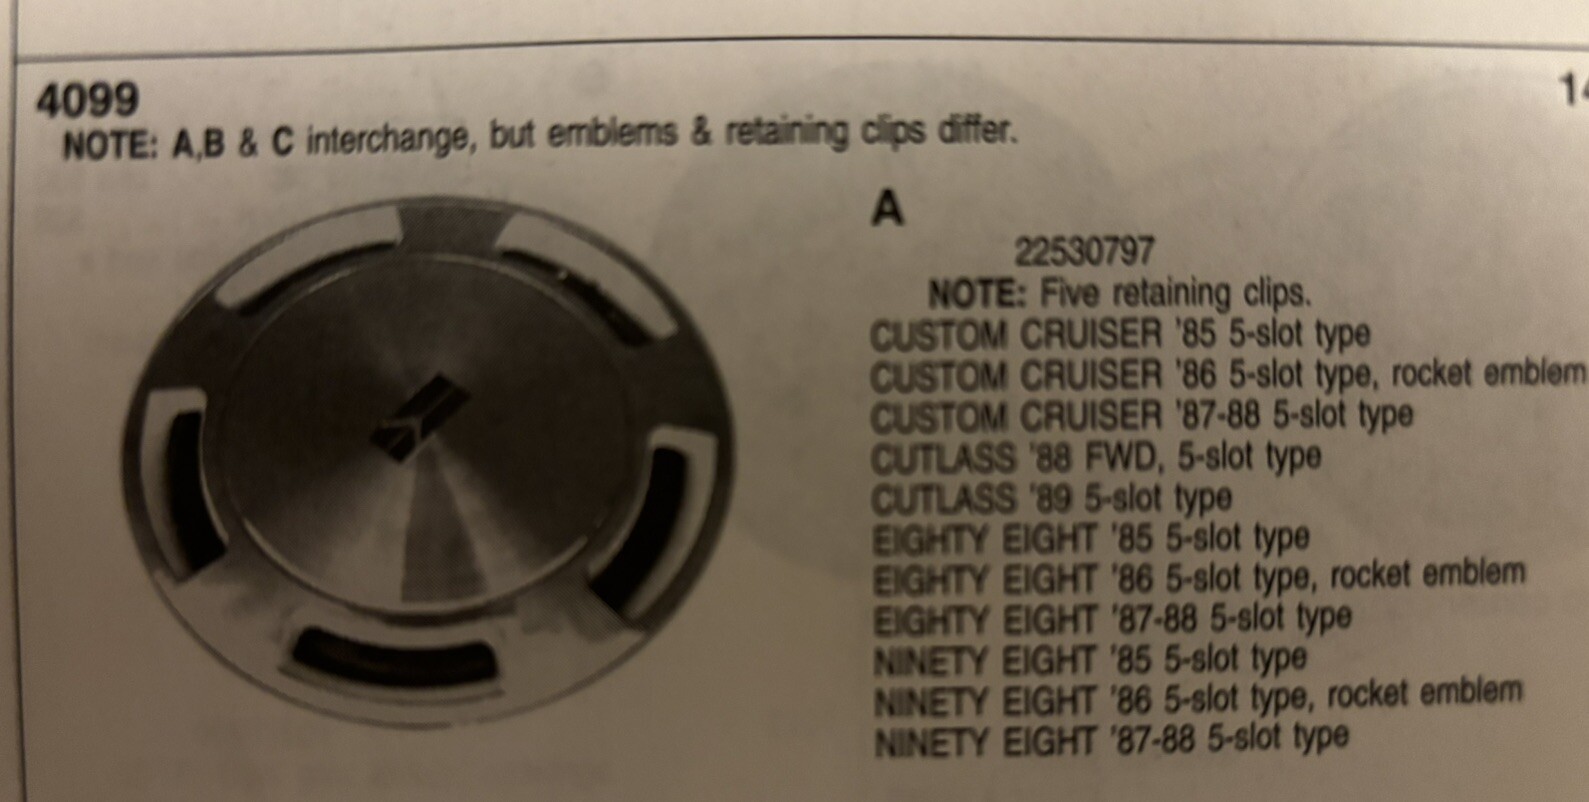 4099
14
NOTE: A,B & C interchange, but emblems & retaining clips differ.
A
22530797
NOTE: Five retaining clips.
CUSTOM CRUISER '85 5-slot type
CUSTOM CRUISER '86 5-slot type, rocket emblem
CUSTOM CRUISER '87-88 5-slot type
CUTLASS '88 FWD, 5-slot type
CUTLASS '89 5-slot type
EIGHTY EIGHT '85 5-slot type
EIGHTY EIGHT '86 5-slot type, rocket emblem
EIGHTY EIGHT '87-88 5-slot type
NINETY EIGHT '85 5-slot type
NINETY EIGHT '86 5-slot type, rocket emblem
NINETY EIGHT '87-88 5-slot type